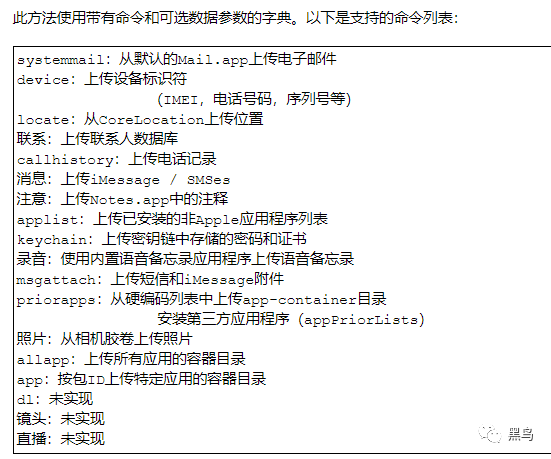 此方法使用带有命令和可选数据参数的字典。以下是支持的命令列表：
systemmail: 从默认的Mail.app上传电子邮件
device: 上传设备标识符
（IMEI，电话号码，序列号等）
locate: 从CoreLocation上传位置
联系: 上传联系人数据库
callhistory: 上传电话记录
消息: 上传iMessage / SMSes
注意: 上传Notes.app中的注释
applist: 上传已安装的非Apple应用程序列表
keychain: 上传密钥链中存储的密码和证书
录音: 使用内置语音备忘录应用程序上传语音备忘录
msgattach: 上传短信和iMessage附件
priorapps: 从硬编码列表中上传app-container目录
安装第三方应用程序（appPriorLists）
照片: 从相机胶卷上传照片
allapp: 上传所有应用的容器目录
app: 按包ID上传特定应用的容器目录
dl: 未实现
镜头: 未实现
直播: 未实现
黑鸟